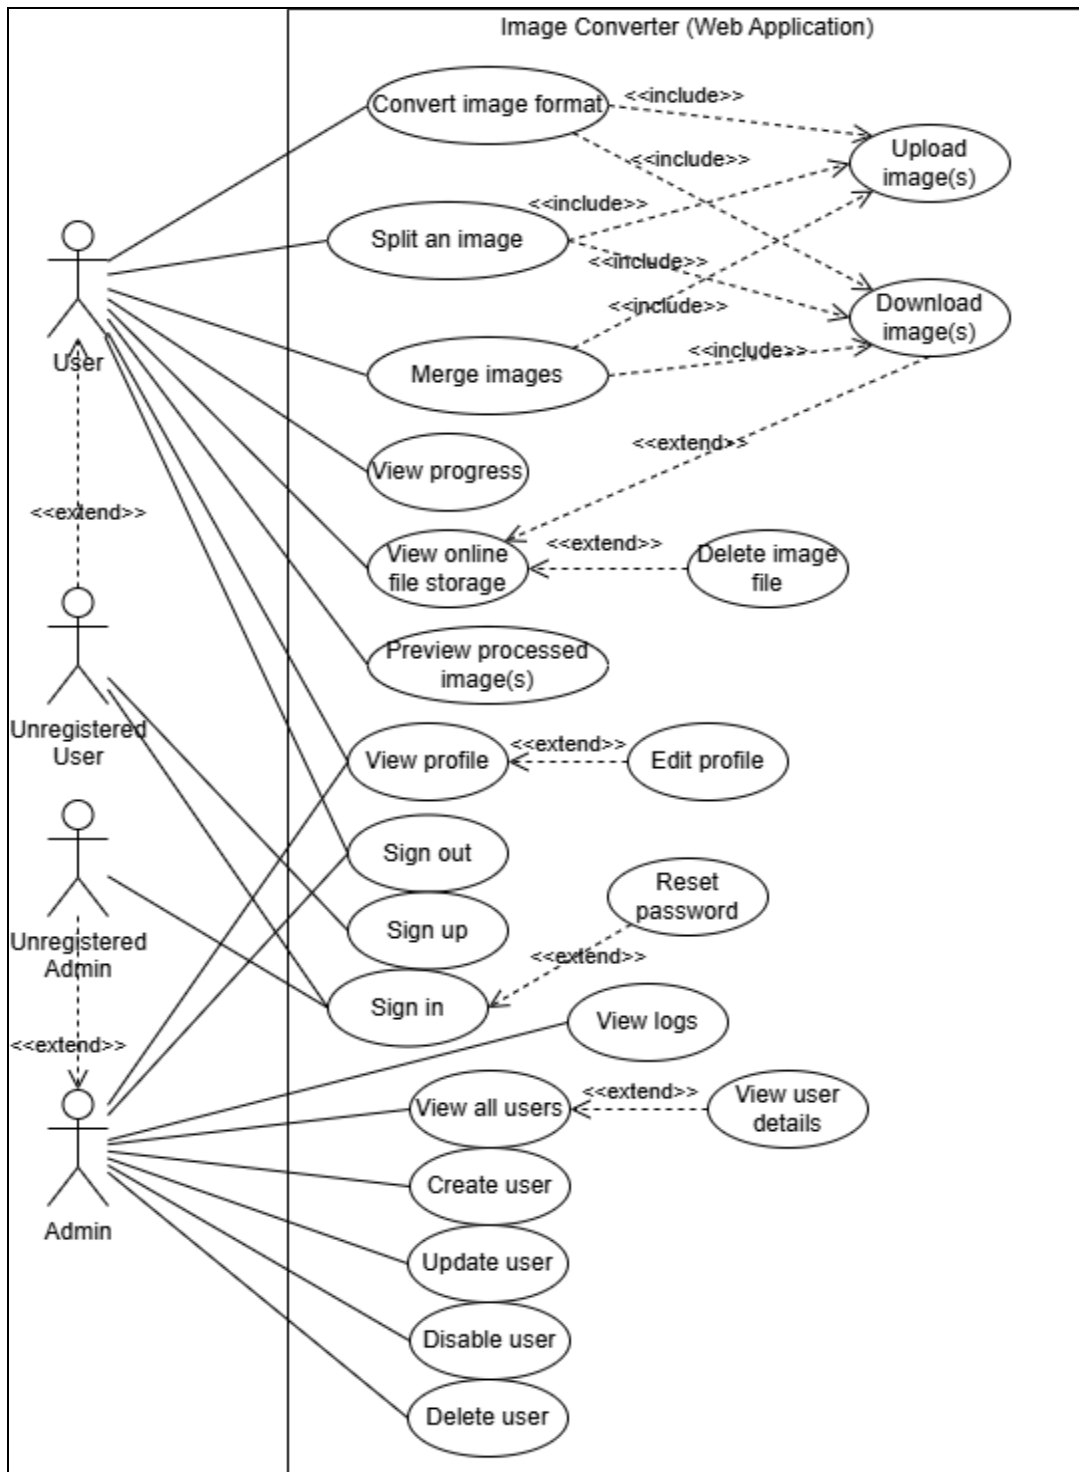 Image Converter (Web Application)
Convert image format
<<include>>
Upload
image(s)
<<include>>
<<include>>
Split an image
<<include>>
Download
image(s)
<<include>>
User
Merge images
<<include>>
<<extend>>
View progress
<<extend>>
View online
file storage
<<extend>>
Delete image
file
Preview processed
image(s)
Unregistered
User
View profile
<<extend>>
Edit profile
Sign out
Reset
password
Sign up
Unregistered
Admin
<<extend>>
Sign in
View logs
<<extend>>
View all users
<<extend>>
View user
details
Create user
Admin
Update user
Disable user
Delete user